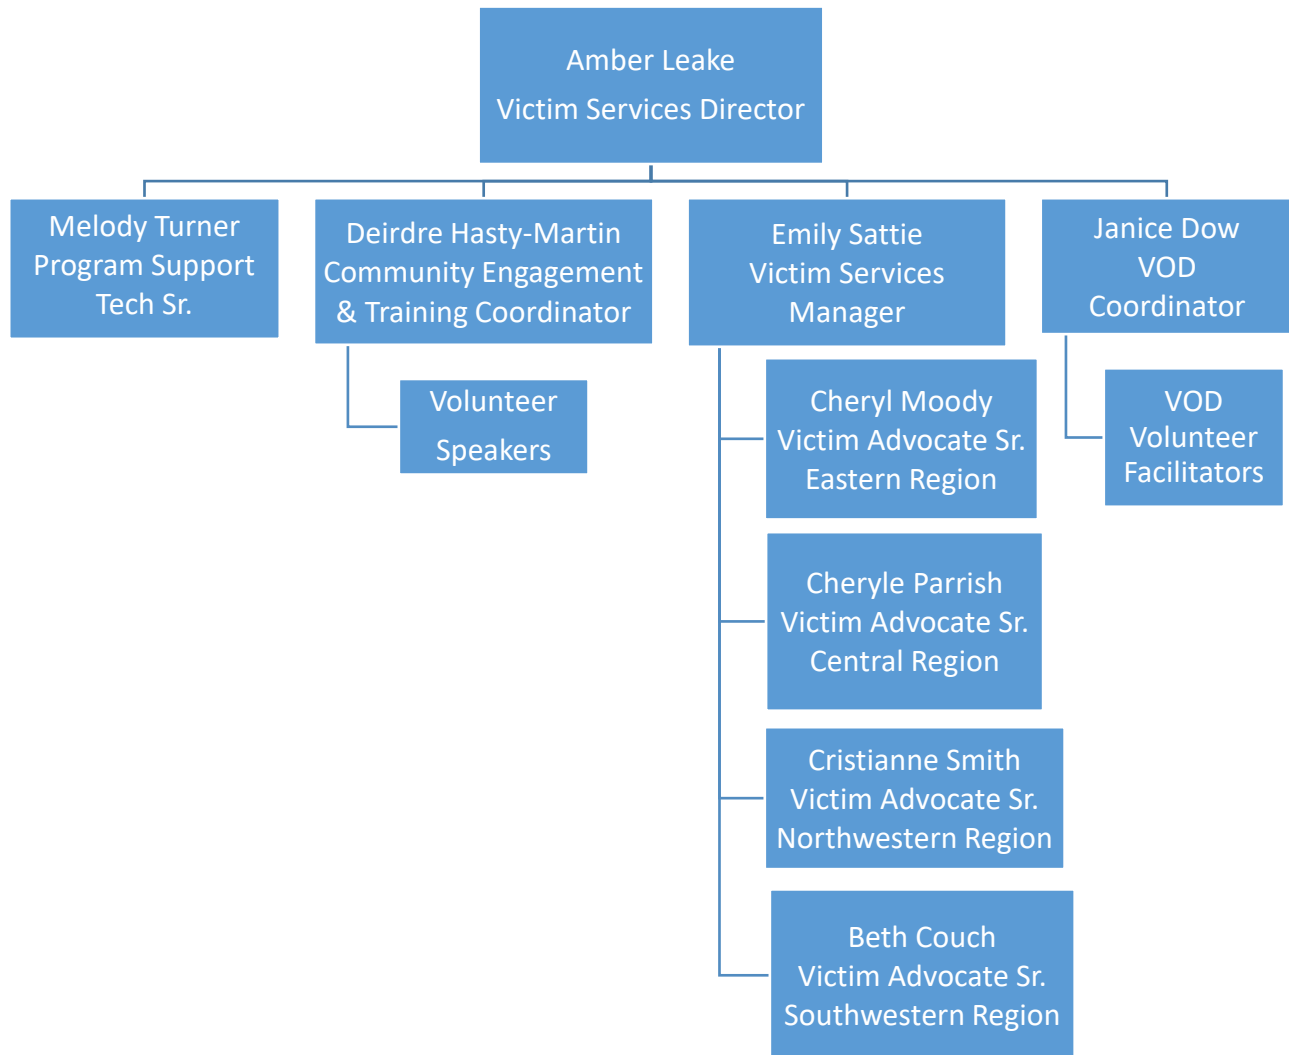 Amber Leake
Victim Services Director
Melody Turner
Program Support
Tech Sr.
Deirdre Hasty-Martin
Community Engagement
& Training Coordinator
Volunteer
Speakers
Emily Sattie
Victim Services
Manager
Cheryl Moody
Victim Advocate Sr.
Eastern Region
Cheryle Parrish
Victim Advocate Sr.
Central Region
Cristianne Smith
Victim Advocate Sr.
Northwestern Region
Beth Couch
Victim Advocate Sr.
Southwestern Region
Janice Dow
VOD
Coordinator
VOD
Volunteer
Facilitators